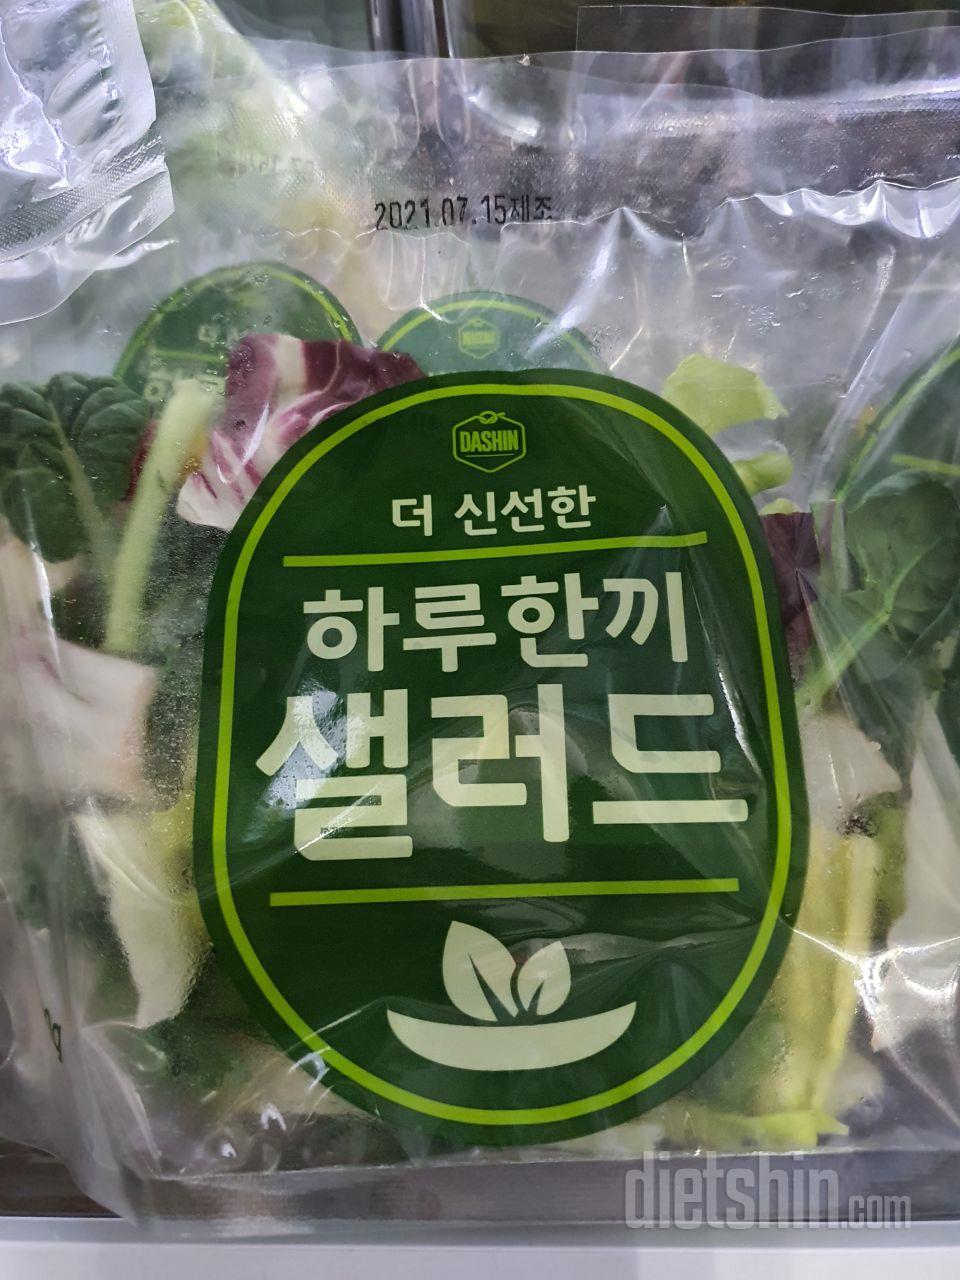 2021.07.15제조
DASHIN
더 신선한
하루한끼
샐러드
dietshin.com